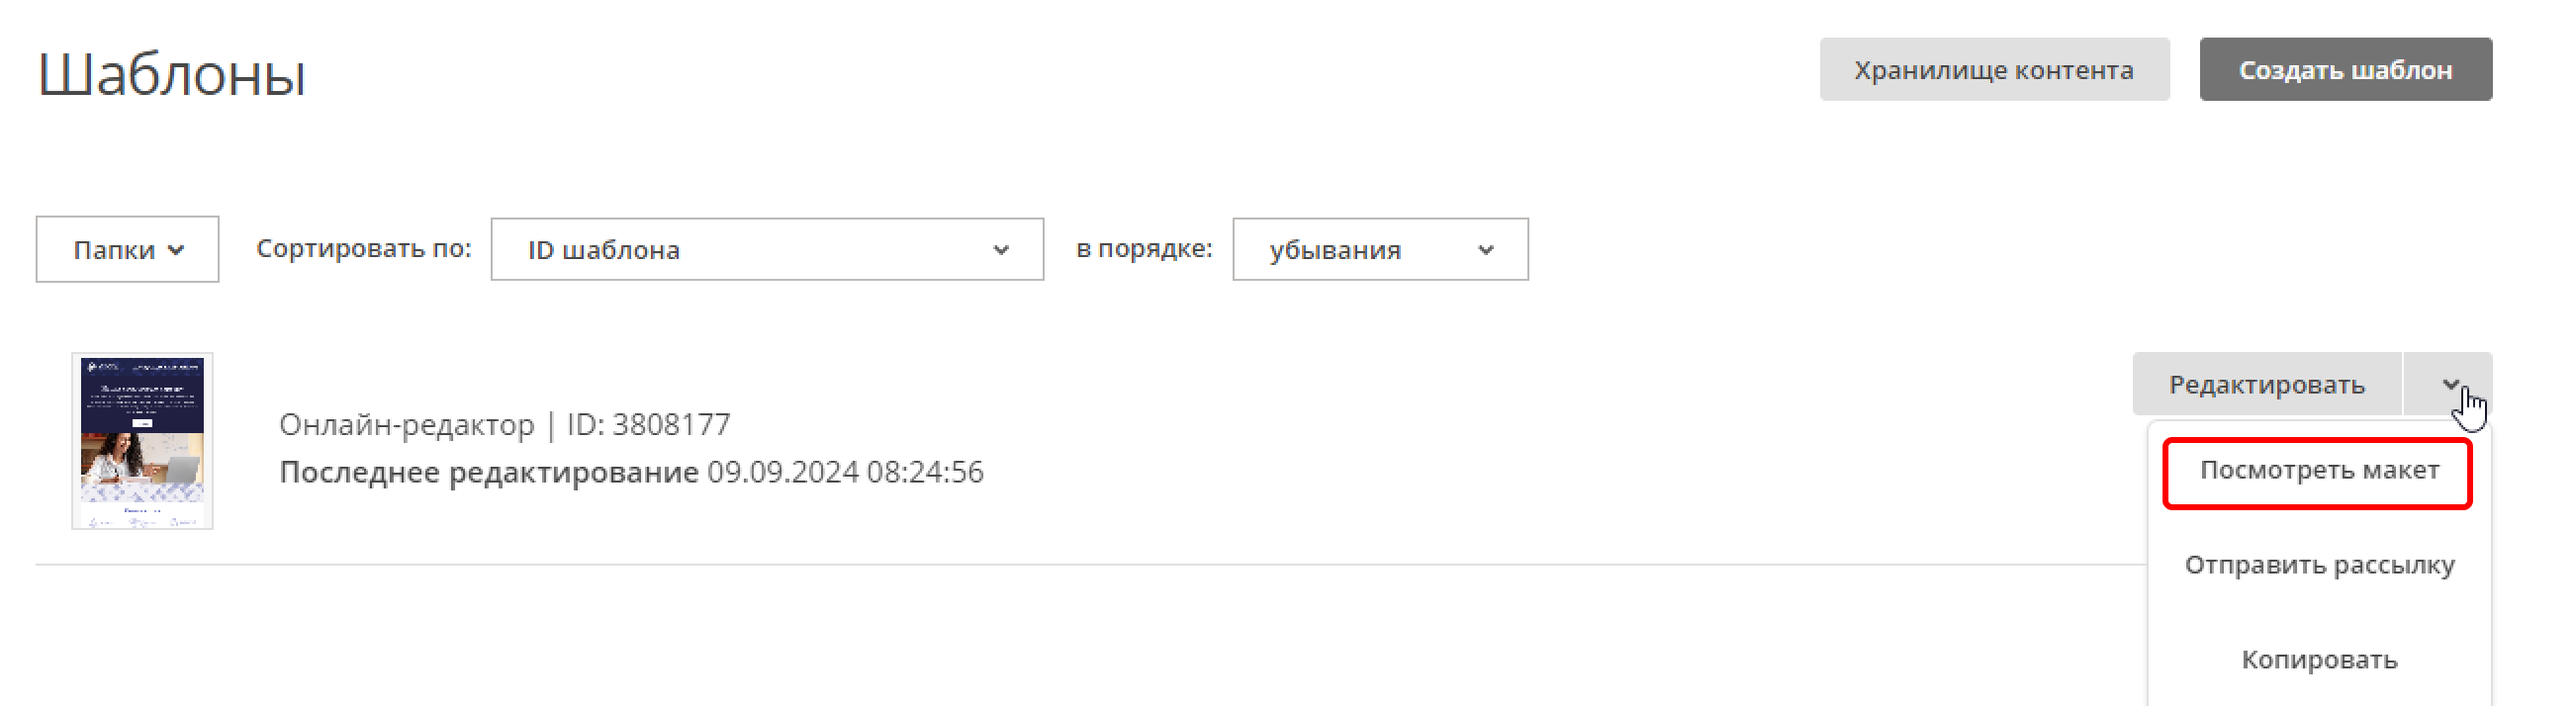 Шаблоны
Хранилище контента
Создать шаблон
Папки
Сортировать по:
ID шаблона
в порядке:
убывания
Онлайн-редактор | ID: 3808177
Последнее редактирование 09.09.2024 08:24:56
Редактировать
Посмотреть макет
Отправить рассылку
Копировать